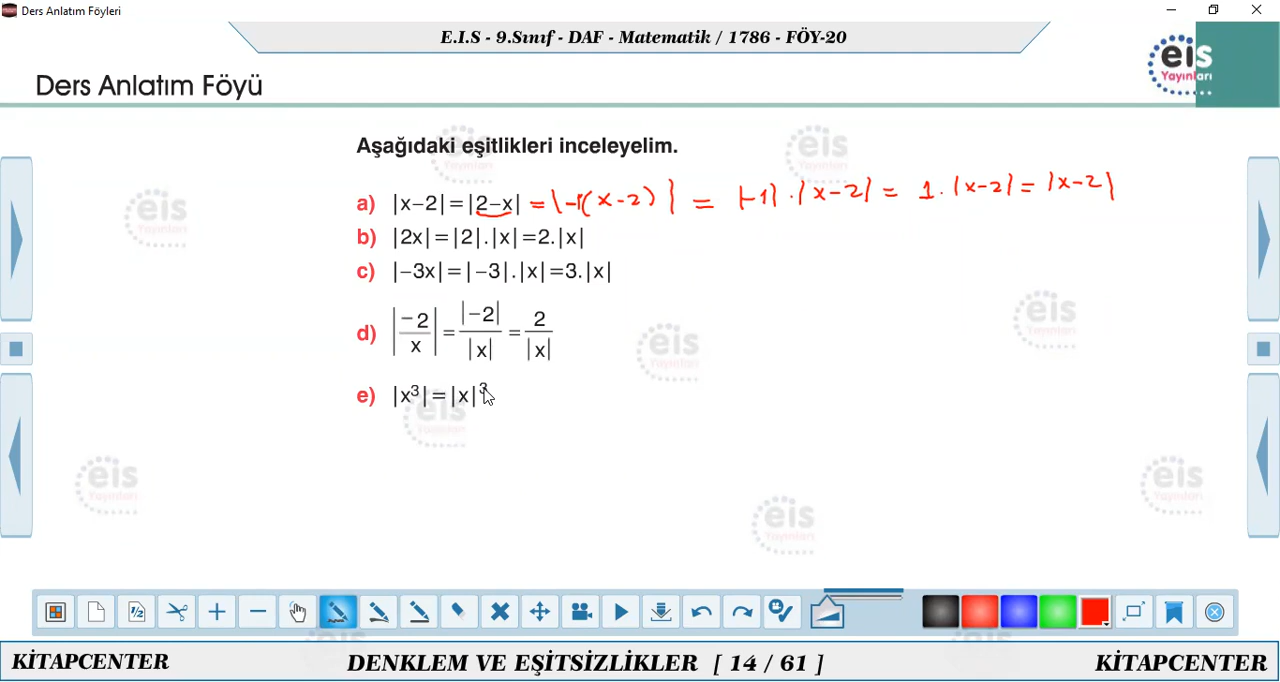 Ders Anlatım Föyleri
E.I.S - 9.Sınıf - DAF - Matematik / 1786 - FÖY-20
eis
Yayınları
Ders Anlatım Föyü
Aşağıdaki eşitlikleri inceleyelim.
a) |x−2|=|2−x| = |-1(x-2)| = |-1|.|x-2| = 1.|x-2| = |x-2|
b) |2x|=|2|.|x|=2.|x|
c) |−3x|=|−3|.|x|=3.|x|
d) |−2/x| = |−2|/|x| = 2/|x|
e) |x³|=|x|³
KİTAPCENTER
DENKLEM VE EŞİTSİZLİKLER [ 14 / 61 ]
KİTAPCENTER